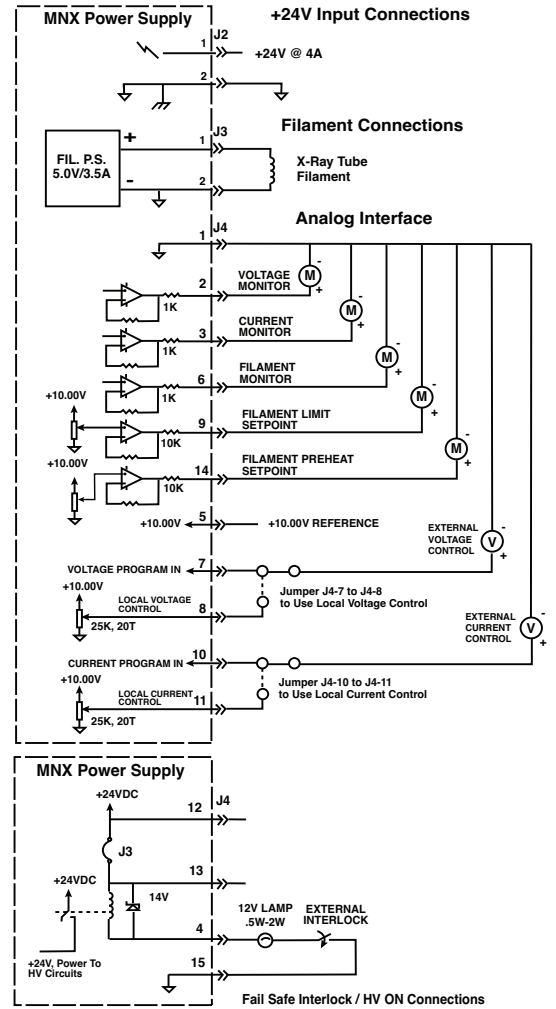 MNX Power Supply
+24V Input Connections
J2
1
+24V @ 4A
2
Filament Connections
J3
+
1
FIL. P.S.
5.0V/3.5A
X-Ray Tube
Filament
-
2
Analog Interface
J4
1
-
M
+
2
VOLTAGE
MONITOR
1K
-
M
+
3
CURRENT
MONITOR
1K
-
M
+
6
FILAMENT
MONITOR
1K
-
M
+
+10.00V
9
FILAMENT LIMIT
SETPOINT
10K
-
M
+
+10.00V
14
FILAMENT PREHEAT
SETPOINT
10K
+10.00V
5
+10.00V REFERENCE
EXTERNAL
VOLTAGE
CONTROL
-
V
+
VOLTAGE PROGRAM IN
7
+10.00V
LOCAL VOLTAGE
CONTROL
8
25K, 20T
Jumper J4-7 to J4-8
to Use Local Voltage Control
EXTERNAL
CURRENT
CONTROL
-
V
+
CURRENT PROGRAM IN
10
+10.00V
LOCAL CURRENT
CONTROL
11
25K, 20T
Jumper J4-10 to J4-11
to Use Local Current Control
MNX Power Supply
+24VDC
12
J4
J3
+24VDC
13
14V
4
12V LAMP
.5W-2W
EXTERNAL
INTERLOCK
+24V, Power To
HV Circuits
15
Fail Safe Interlock / HV ON Connections